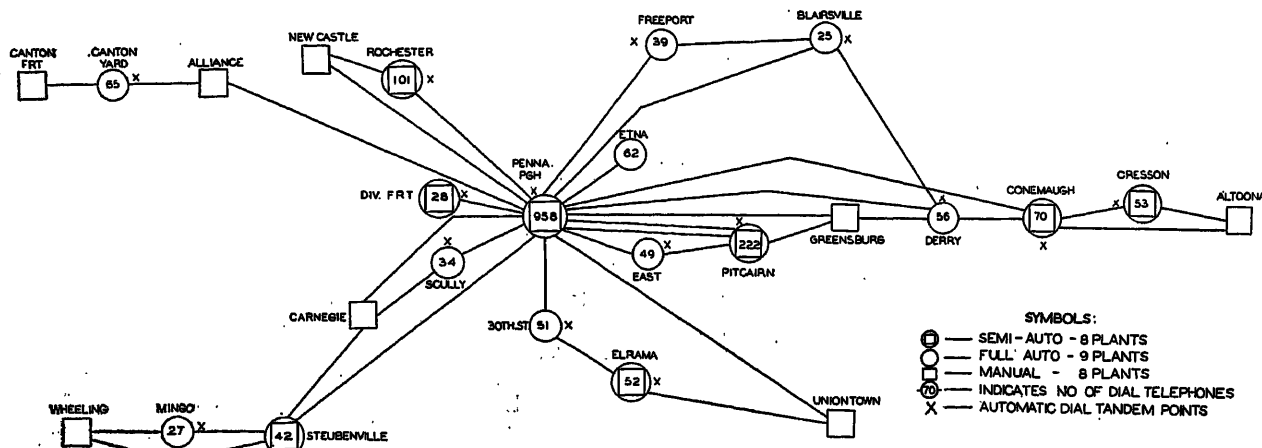 FREEPORT
BLAIRSVILLE
39
25
CANTON
FRT
CANTON
YARD
65
ALLIANCE
NEW CASTLE
ROCHESTER
101
ETNA
62
PENNA.
PGH
958
DIV. FRT
28
CONEMAUGH
70
CRESSON
53
ALTOONA
GREENSBURG
56
DERRY
34
SCULLY
49
EAST
222
PITCAIRN
CARNEGIE
30TH.ST.
51
ELRAMA
52
UNIONTOWN
WHEELING
MINGO
27
42
STEUBENVILLE
SYMBOLS:
SEMI-AUTO - 8 PLANTS
FULL AUTO - 9 PLANTS
MANUAL - 8 PLANTS
70 INDICATES NO OF DIAL TELEPHONES
X AUTOMATIC DIAL TANDEM POINTS